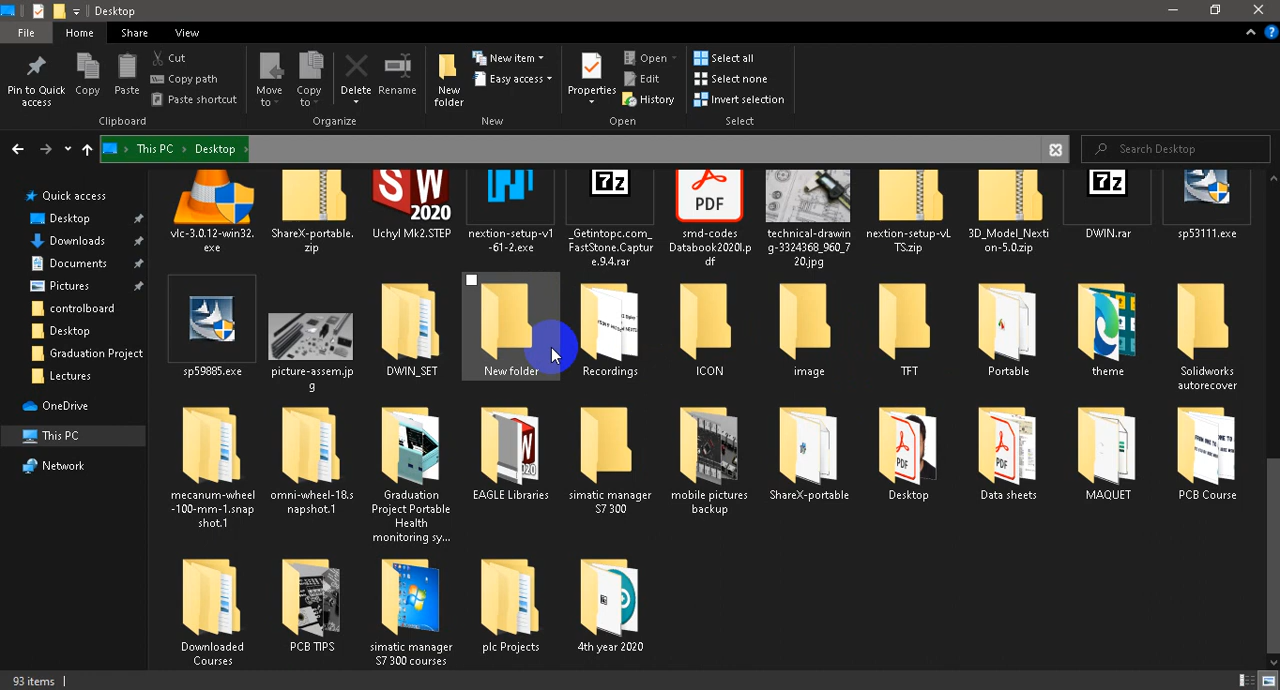 Desktop
File Home Share View
Pin to Quick access
Copy
Paste
Cut
Copy path
Paste shortcut
Clipboard
Move to
Copy to
Delete
Rename
Organize
New folder
New item
Easy access
New
Properties
Open
Edit
History
Open
Select all
Select none
Invert selection
Select
This PC Desktop
Search Desktop
Quick access
Desktop
Downloads
Documents
Pictures
controlboard
Desktop
Graduation Project
Lectures
OneDrive
This PC
Network
vlc-3.0.12-win32.
exe
ShareX-portable.
zip
SW
2020
Uchyl Mk2.STEP
nextion-setup-v1
-61-2.exe
7z
_Getintopc.com_
FastStone.Captur
e.9.4.rar
PDF
smd-codes
Databook2020l.p
df
technical-drawin
g-3324368_960_7
20.jpg
nextion-setup-vL
TS.zip
3D_Model_Nexti
on-5.0.zip
7z
DWIN.rar
sp53111.exe
sp59885.exe
picture-assem.jp
g
DWIN_SET
New folder
Recordings
ICON
image
TFT
Portable
theme
Solidworks
autorecover
mecanum-wheel
-100-mm-1.snap
shot.1
omni-wheel-18.s
napshot.1
Graduation
Project Portable
Health
monitoring sy...
EAGLE Libraries
simatic manager
S7 300
mobile pictures
backup
ShareX-portable
PDF
Desktop
PDF
Data sheets
MAQUET
PCB Course
Downloaded
Courses
PCB TIPS
simatic manager
S7 300 courses
plc Projects
4th year 2020
93 items